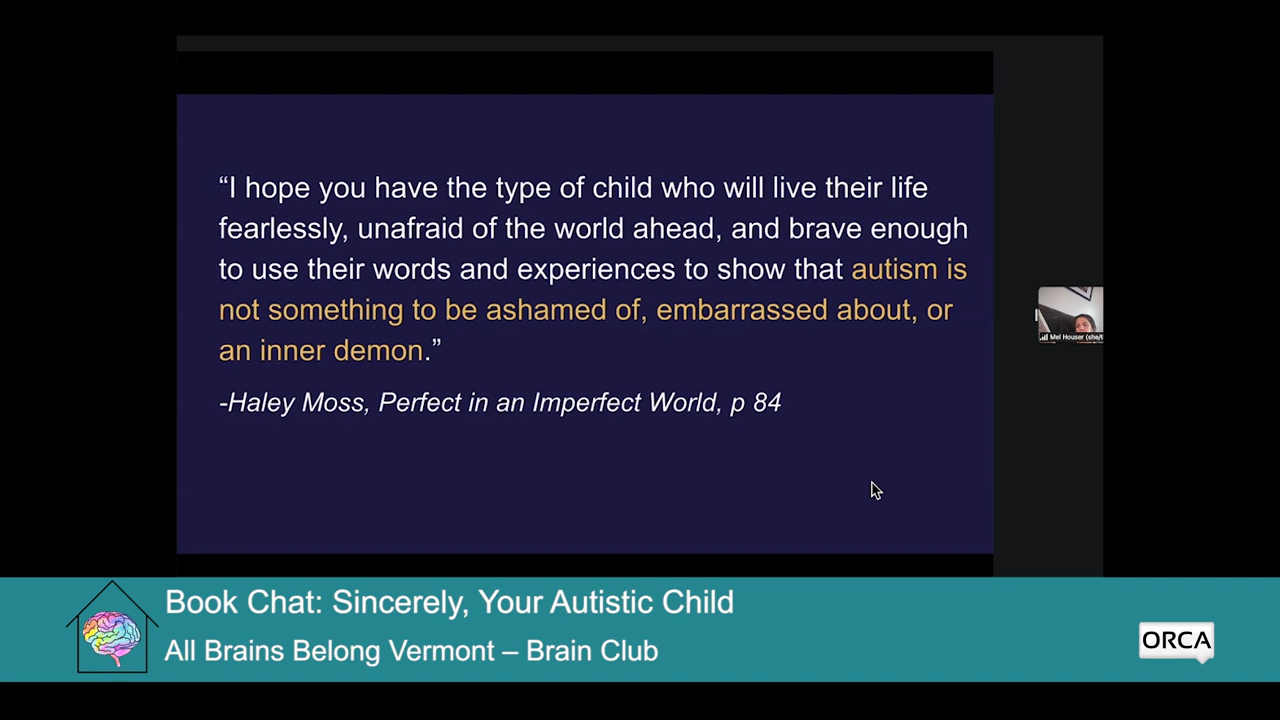 “I hope you have the type of child who will live their life
fearlessly, unafraid of the world ahead, and brave enough
to use their words and experiences to show that autism is
not something to be ashamed of, embarrassed about, or
an inner demon.”
-Haley Moss, Perfect in an Imperfect World, p 84
Mel Houser (she/t
Book Chat: Sincerely, Your Autistic Child
All Brains Belong Vermont – Brain Club
ORCA